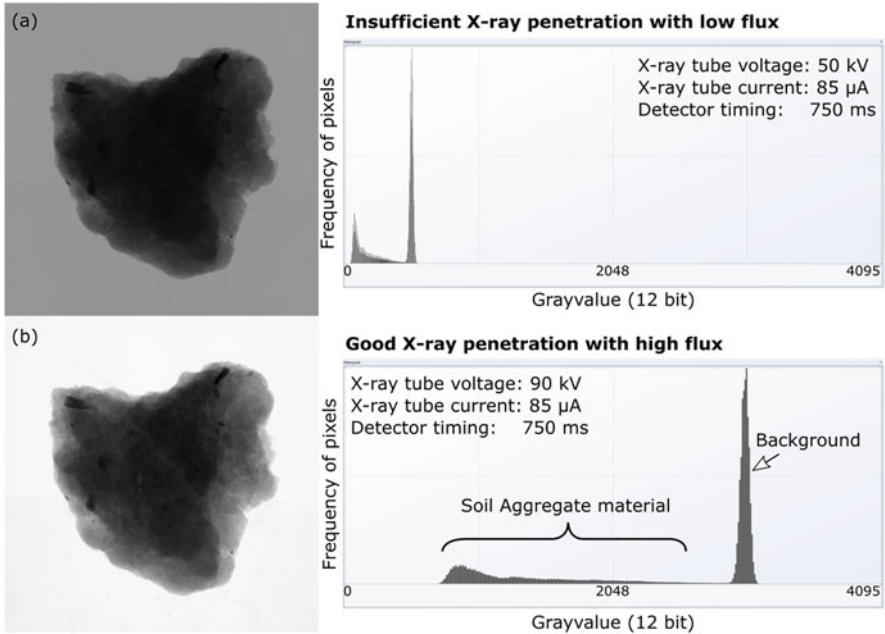 (a)
Insufficient X-ray penetration with low flux
X-ray tube voltage: 50 kV
X-ray tube current: 85 µA
Detector timing: 750 ms
Frequency of pixels
0 2048 4095
Grayvalue (12 bit)
(b)
Good X-ray penetration with high flux
X-ray tube voltage: 90 kV
X-ray tube current: 85 µA
Detector timing: 750 ms
Frequency of pixels
Background
Soil Aggregate material
0 2048 4095
Grayvalue (12 bit)